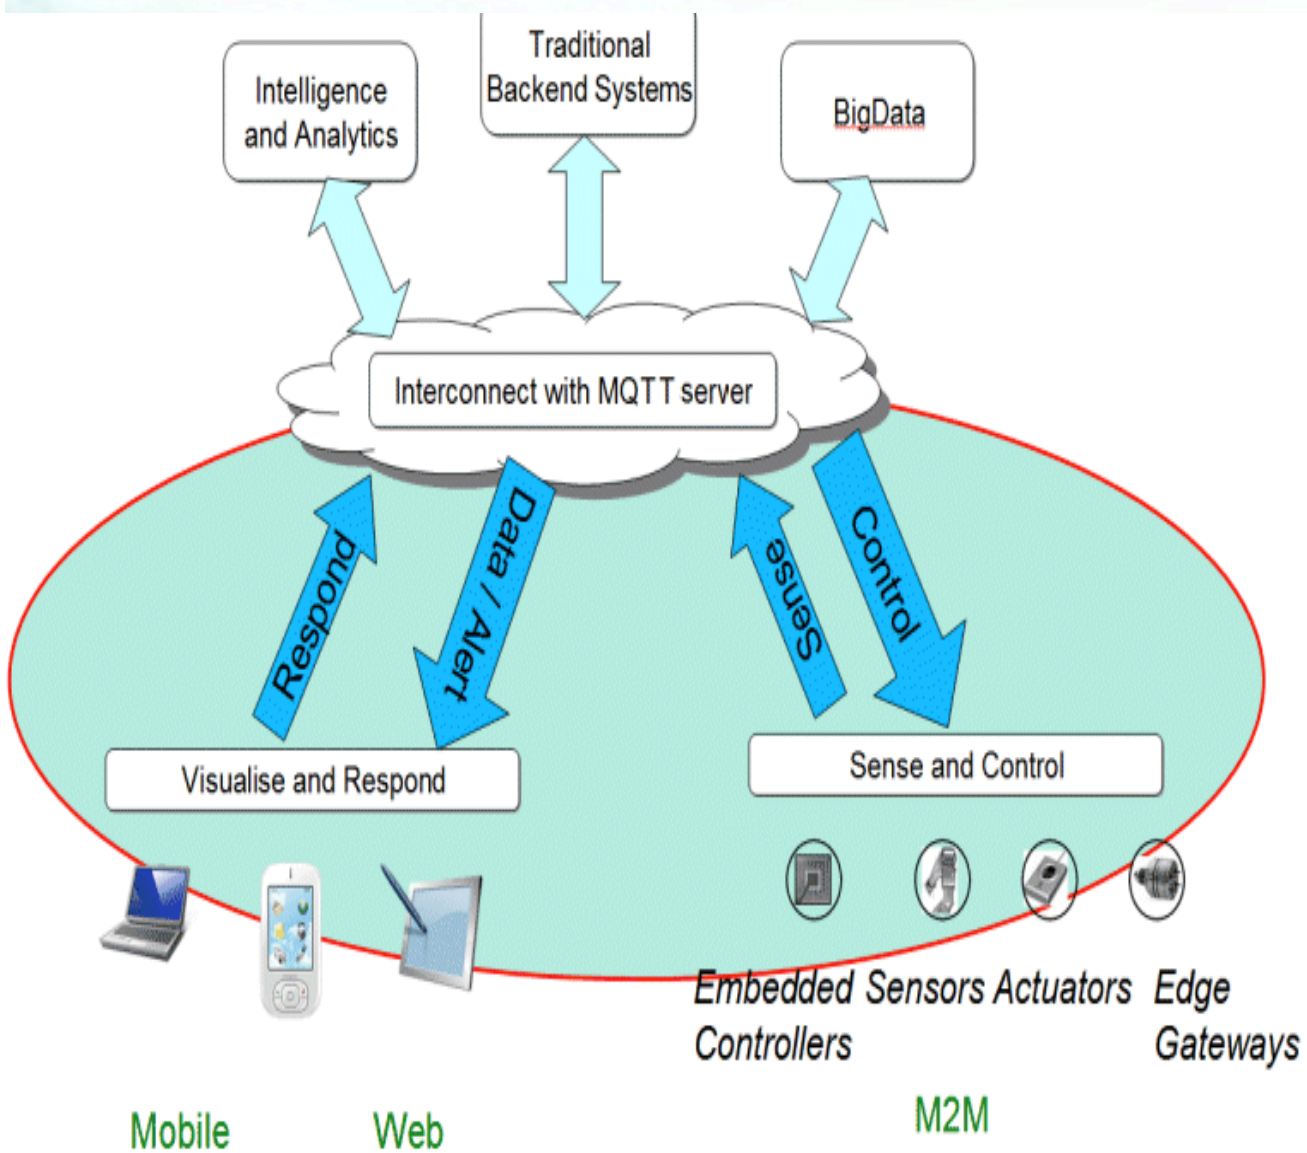 Traditional
Backend Systems
Intelligence
and Analytics
BigData
Interconnect with MQTT server
Respond
Data / Alert
Sense
Control
Visualise and Respond
Sense and Control
Embedded
Controllers
Sensors
Actuators
Edge
Gateways
Mobile
Web
M2M